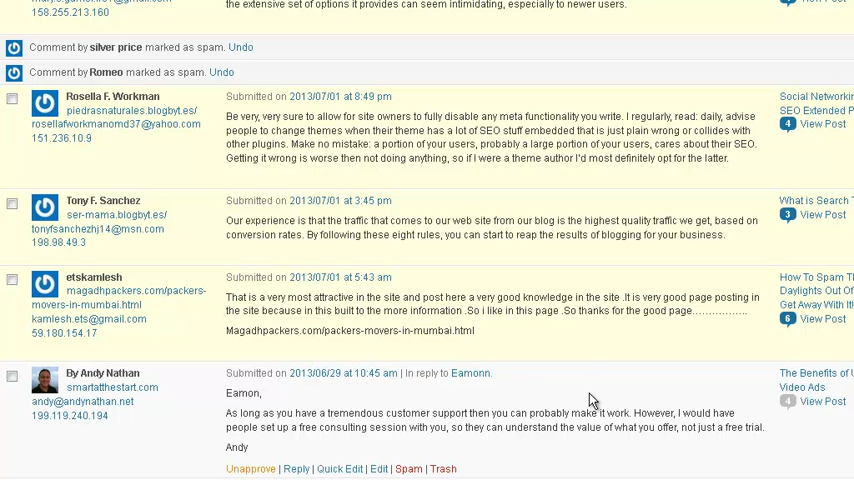 158.255.213.160
the extensive set of options it provides can seem intimidating, especially to newer users.
Comment by silver price marked as spam. Undo
Comment by Romeo marked as spam. Undo
Rosella F. Workman
piedrasnaturales.blogbyt.es/
rosellafworkmanomd37@yahoo.com
151.236.10.9
Submitted on 2013/07/01 at 8:49 pm
Be very, very sure to allow for site owners to fully disable any meta functionality you write. I regularly, read: daily, advise
people to change themes when their theme has a lot of SEO stuff embedded that is just plain wrong or collides with
other plugins. Make no mistake: a portion of your users, probably a large portion of your users, cares about their SEO.
Getting it wrong is worse then not doing anything, so if I were a theme author I'd most definitely opt for the latter.
Social Networkin
SEO Extended P
4 View Post
Tony F. Sanchez
ser-mama.blogbyt.es/
tonyfsanchezhj14@msn.com
198.98.49.3
Submitted on 2013/07/01 at 3:45 pm
Our experience is that the traffic that comes to our web site from our blog is the highest quality traffic we get, based on
conversion rates. By following these eight rules, you can start to reap the results of blogging for your business.
What is Search
3 View Post
etskamlesh
magadhpackers.com/packers-
movers-in-mumbai.html
kamlesh.ets@gmail.com
59.180.154.17
Submitted on 2013/07/01 at 5:43 am
That is a very most attractive in the site and post here a very good knowledge in the site .It is very good page posting in
the site because in this built to the more information .So i like in this page .So thanks for the good page………………
Magadhpackers.com/packers-movers-in-mumbai.html
How To Spam T
Daylights Out Of
Get Away With It
6 View Post
By Andy Nathan
smartatthestart.com
andy@andynathan.net
199.119.240.194
Submitted on 2013/06/29 at 10:45 am | In reply to Eamonn.
Eamon,
As long as you have a tremendous customer support then you can probably make it work. However, I would have
people set up a free consulting session with you, so they can understand the value of what you offer, not just a free trial.
Andy
Unapprove | Reply | Quick Edit | Edit | Spam | Trash
The Benefits of U
Video Ads
4 View Post